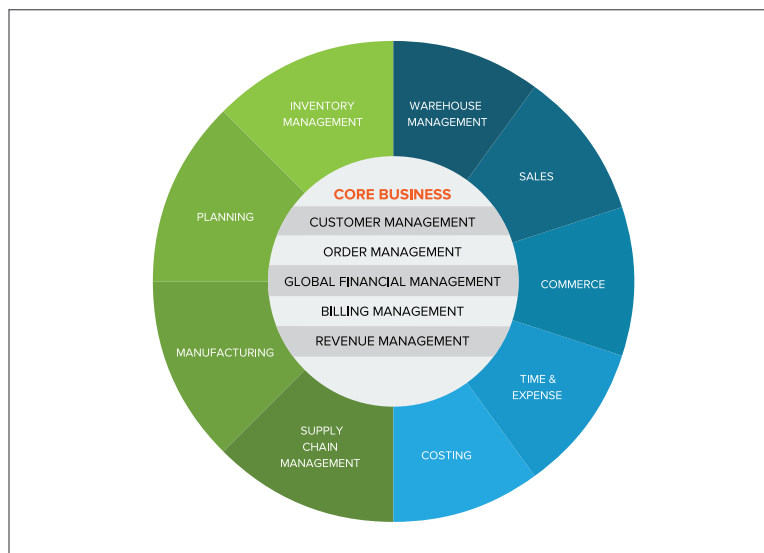 INVENTORY
MANAGEMENT
WAREHOUSE
MANAGEMENT
SALES
COMMERCE
TIME &
EXPENSE
COSTING
SUPPLY
CHAIN
MANAGEMENT
MANUFACTURING
PLANNING
CORE BUSINESS
CUSTOMER MANAGEMENT
ORDER MANAGEMENT
GLOBAL FINANCIAL MANAGEMENT
BILLING MANAGEMENT
REVENUE MANAGEMENT